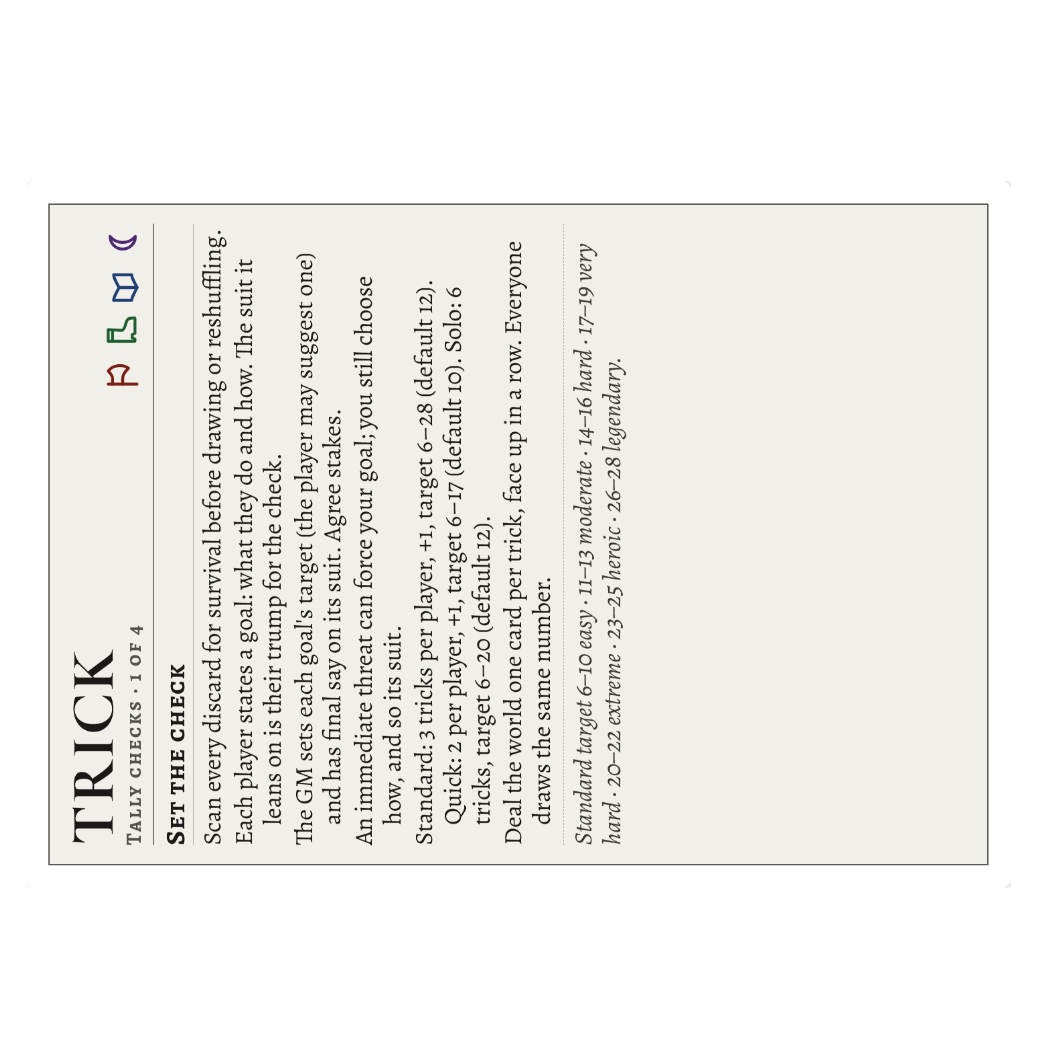 TRICK
TALLY CHECKS · 1 OF 4
SET THE CHECK
Scan every discard for survival before drawing or reshuffling.
Each player states a goal: what they do and how. The suit it
leans on is their trump for the check.
The GM sets each goal's target (the player may suggest one)
and has final say on its suit. Agree stakes.
An immediate threat can force your goal; you still choose
how, and so its suit.
Standard: 3 tricks per player, +1, target 6–28 (default 12).
Quick: 2 per player, +1, target 6–17 (default 10). Solo: 6
tricks, target 6–20 (default 12).
Deal the world one card per trick, face up in a row. Everyone
draws the same number.
Standard target 6–10 easy · 11–13 moderate · 14–16 hard · 17–19 very
hard · 20–22 extreme · 23–25 heroic · 26–28 legendary.